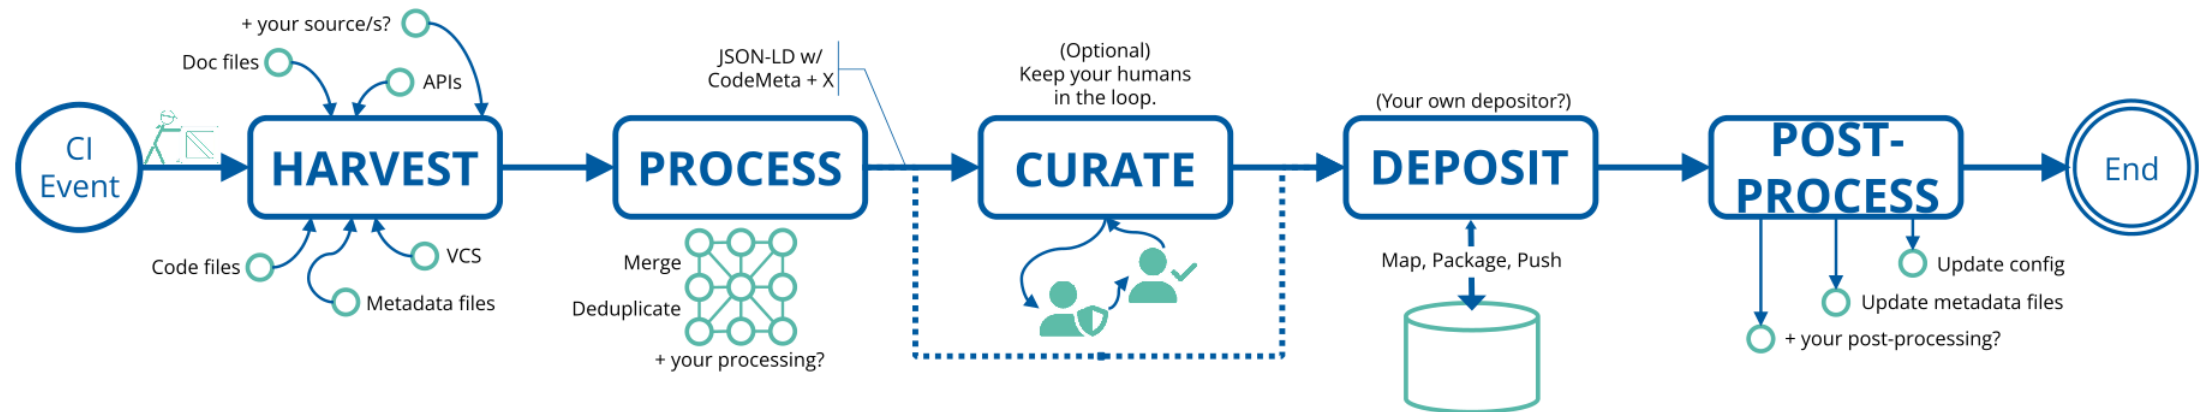 CI
Event
+ your source/s?
Doc files
APIs
HARVEST
Code files
VCS
Metadata files
PROCESS
Merge
Deduplicate
+ your processing?
JSON-LD w/
CodeMeta + X
(Optional)
Keep your humans
in the loop.
CURATE
(Your own depositor?)
DEPOSIT
Map, Package, Push
POST-
PROCESS
Update config
Update metadata files
+ your post-processing?
End